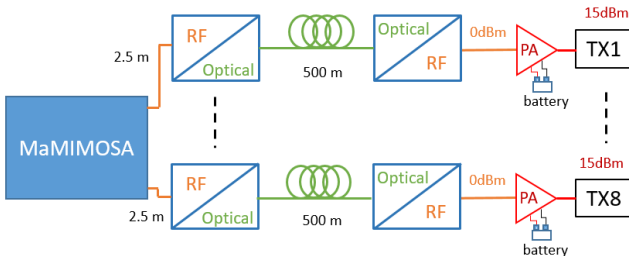 15dBm
RF
Optical
0dBm
PA
TX1
2.5 m
Optical
RF
500 m
battery
MaMIMOSA
15dBm
RF
Optical
0dBm
PA
TX8
2.5 m
Optical
RF
500 m
battery